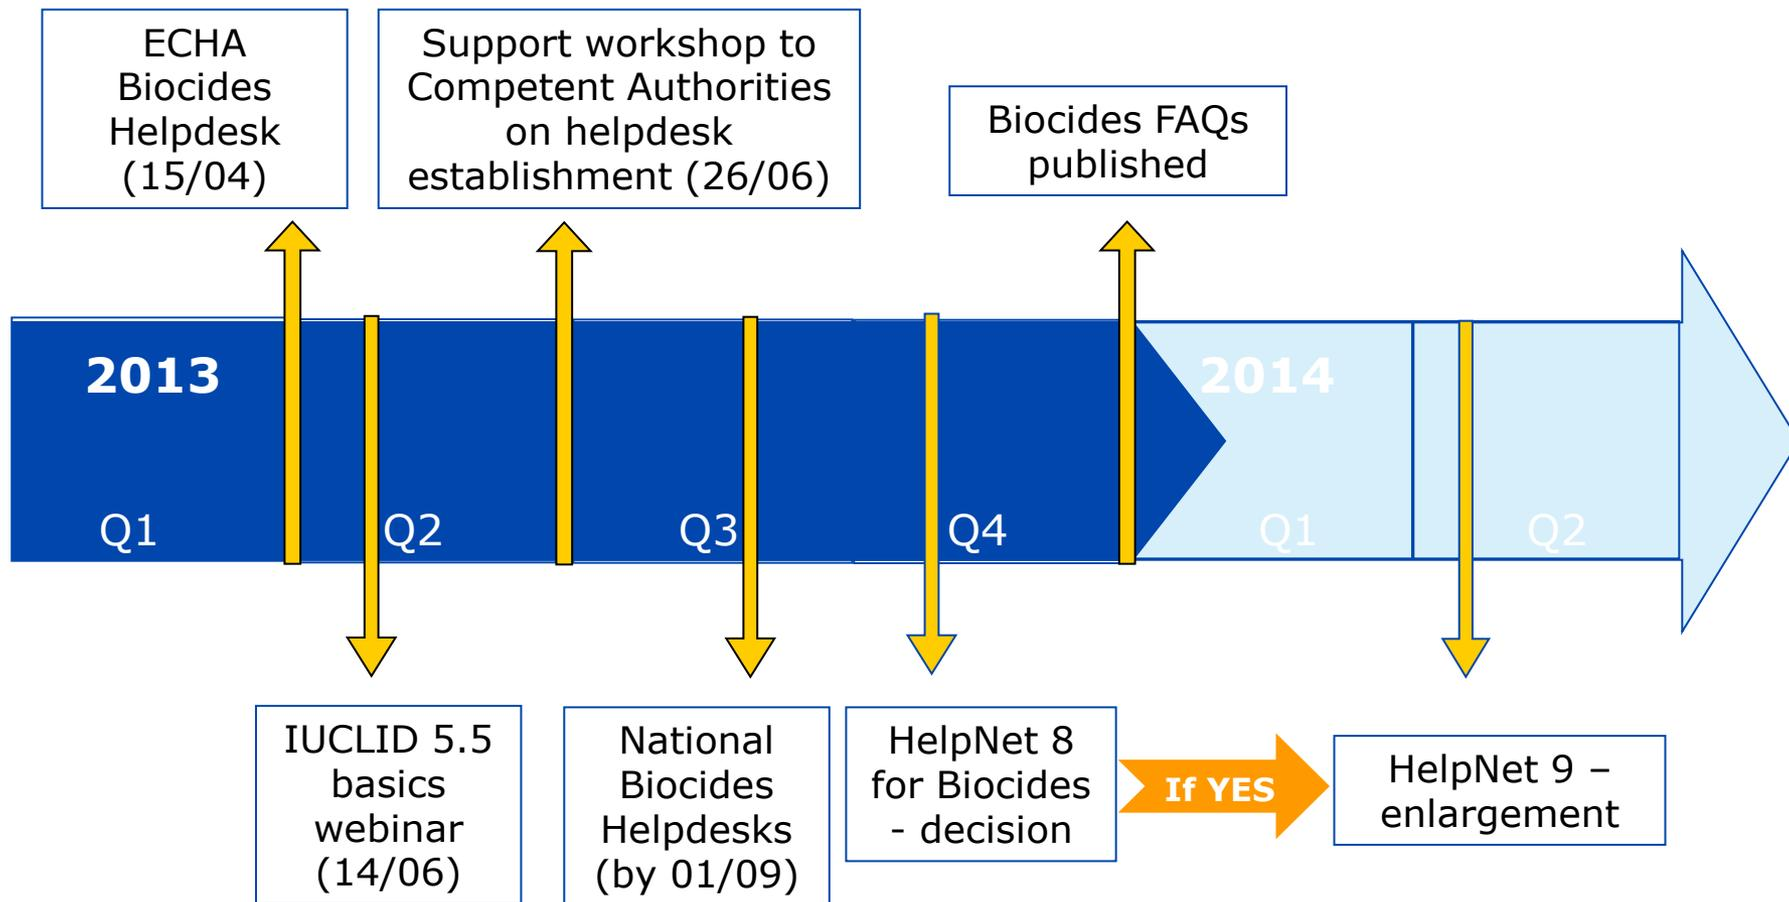 ECHA
Biocides
Helpdesk
(15/04)
Support workshop to
Competent Authorities
on helpdesk
establishment (26/06)
Biocides FAQs
published
2013
2014
Q1
Q2
Q3
Q4
Q1
Q2
IUCLID 5.5
basics
webinar
(14/06)
National
Biocides
Helpdesks
(by 01/09)
HelpNet 8
for Biocides
- decision
If YES
HelpNet 9 –
enlargement